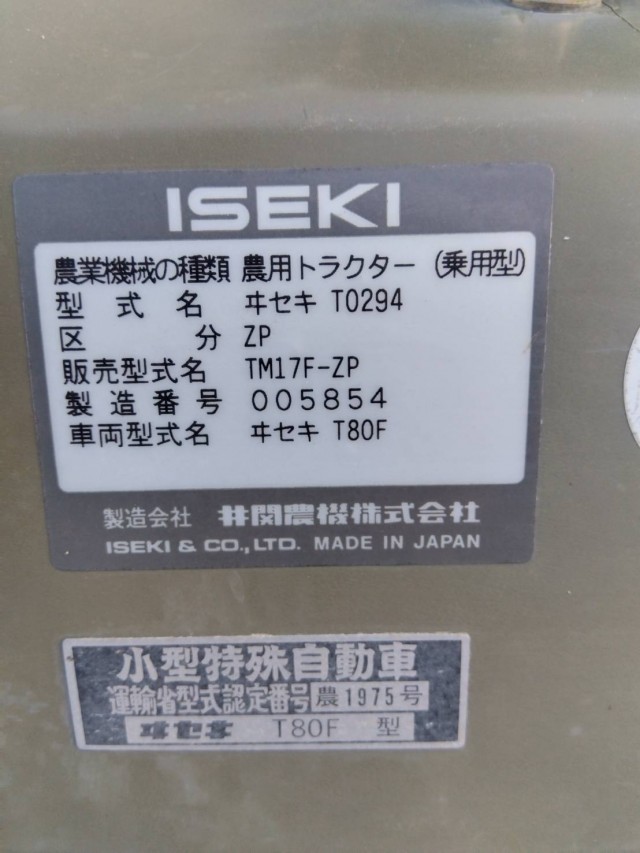 ISEKI
農業機械の種類 農用トラクター (乗用型)
型式名 ヰセキ T0294
区分 ZP
販売型式名 TM17F-ZP
製造番号 005854
車両型式名 ヰセキ T80F
製造会社 井関農機株式会社
ISEKI & CO.,LTD. MADE IN JAPAN
小型特殊自動車
運輸省型式認定番号 農1975号
ヰセキ T80F 型